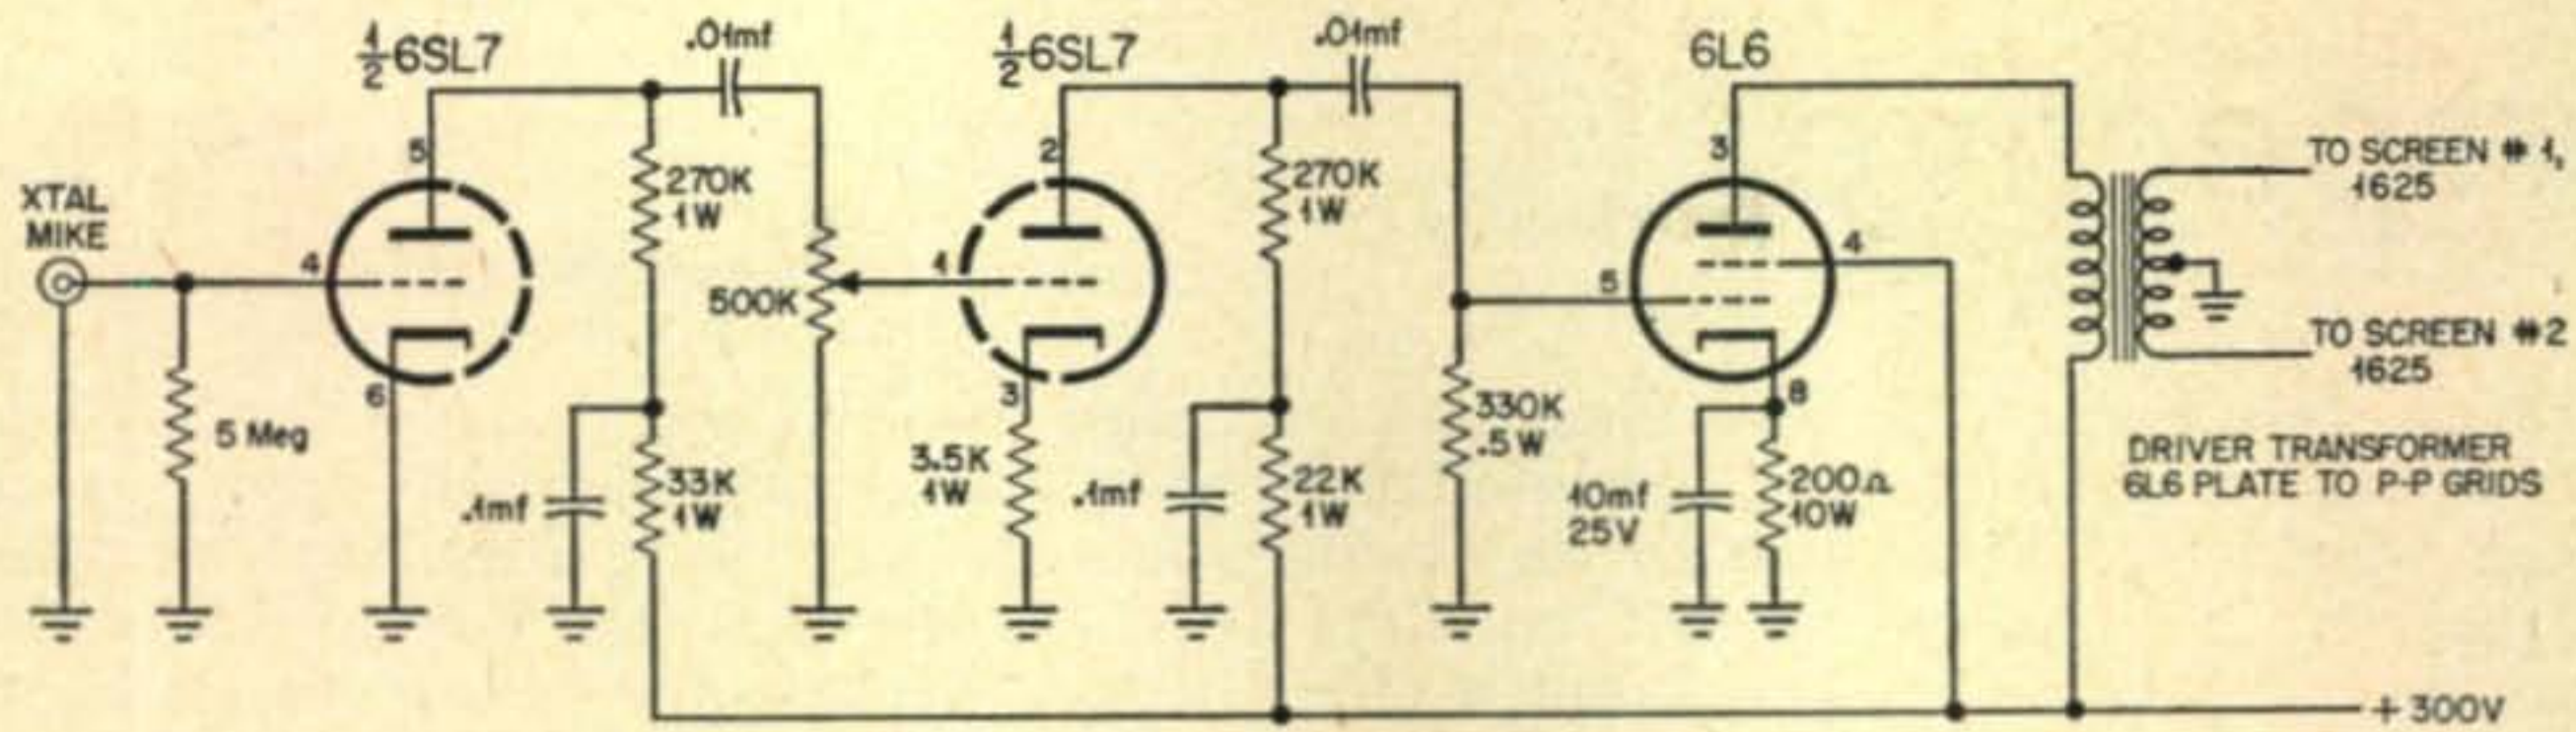 XTAL
MIKE
5 Meg
½6SL7
5
4
6
.01mf
270K
1W
.1mf
33K
1W
500K
½6SL7
2
1
3
3.5K
1W
.01mf
270K
1W
.1mf
22K
1W
330K
.5W
6L6
3
4
5
8
10mf
25V
200Ω
10W
TO SCREEN #1,
1625
TO SCREEN #2
1625
DRIVER TRANSFORMER
6L6 PLATE TO P-P GRIDS
+300V